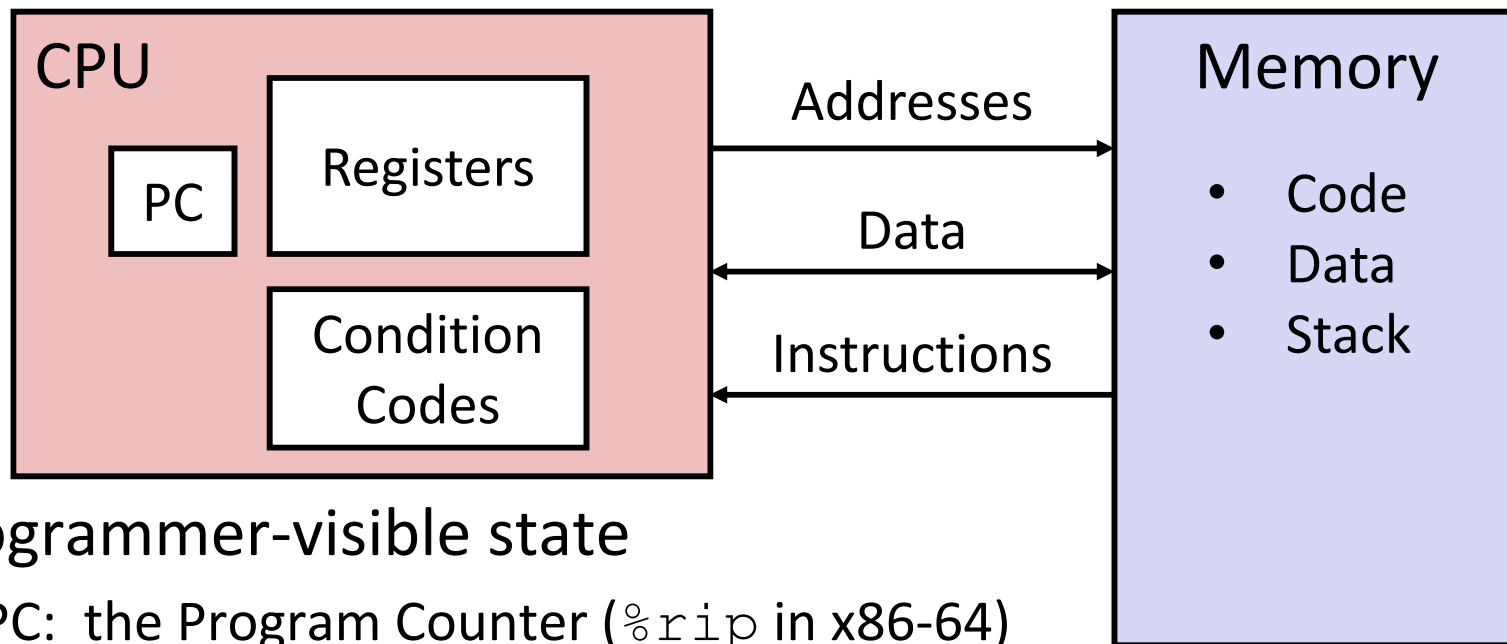 CPU
PC
Registers
Condition
Codes
Addresses
Data
Instructions
Memory
• Code
• Data
• Stack
ogrammer-visible state
PC: the Program Counter (%rip in x86-64)